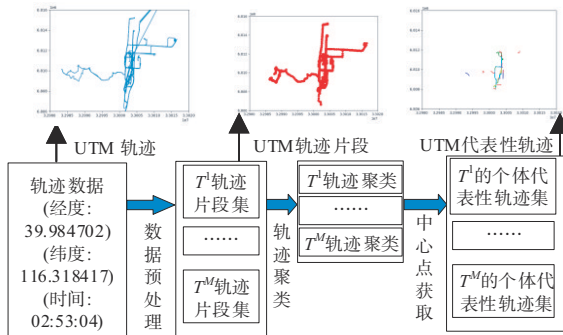 UTM 轨迹
UTM轨迹片段
UTM代表性轨迹
轨迹数据
(经度:
39.984702)
(纬度:
116.318417)
(时间:
02:53:04)
数据预处理
T¹轨迹
片段集
……
Tᴹ轨迹
片段集
轨迹聚类
T¹轨迹聚类
……
Tᴹ轨迹聚类
中心点获取
T¹的个体代
表性轨迹集
……
Tᴹ的个体代
表性轨迹集